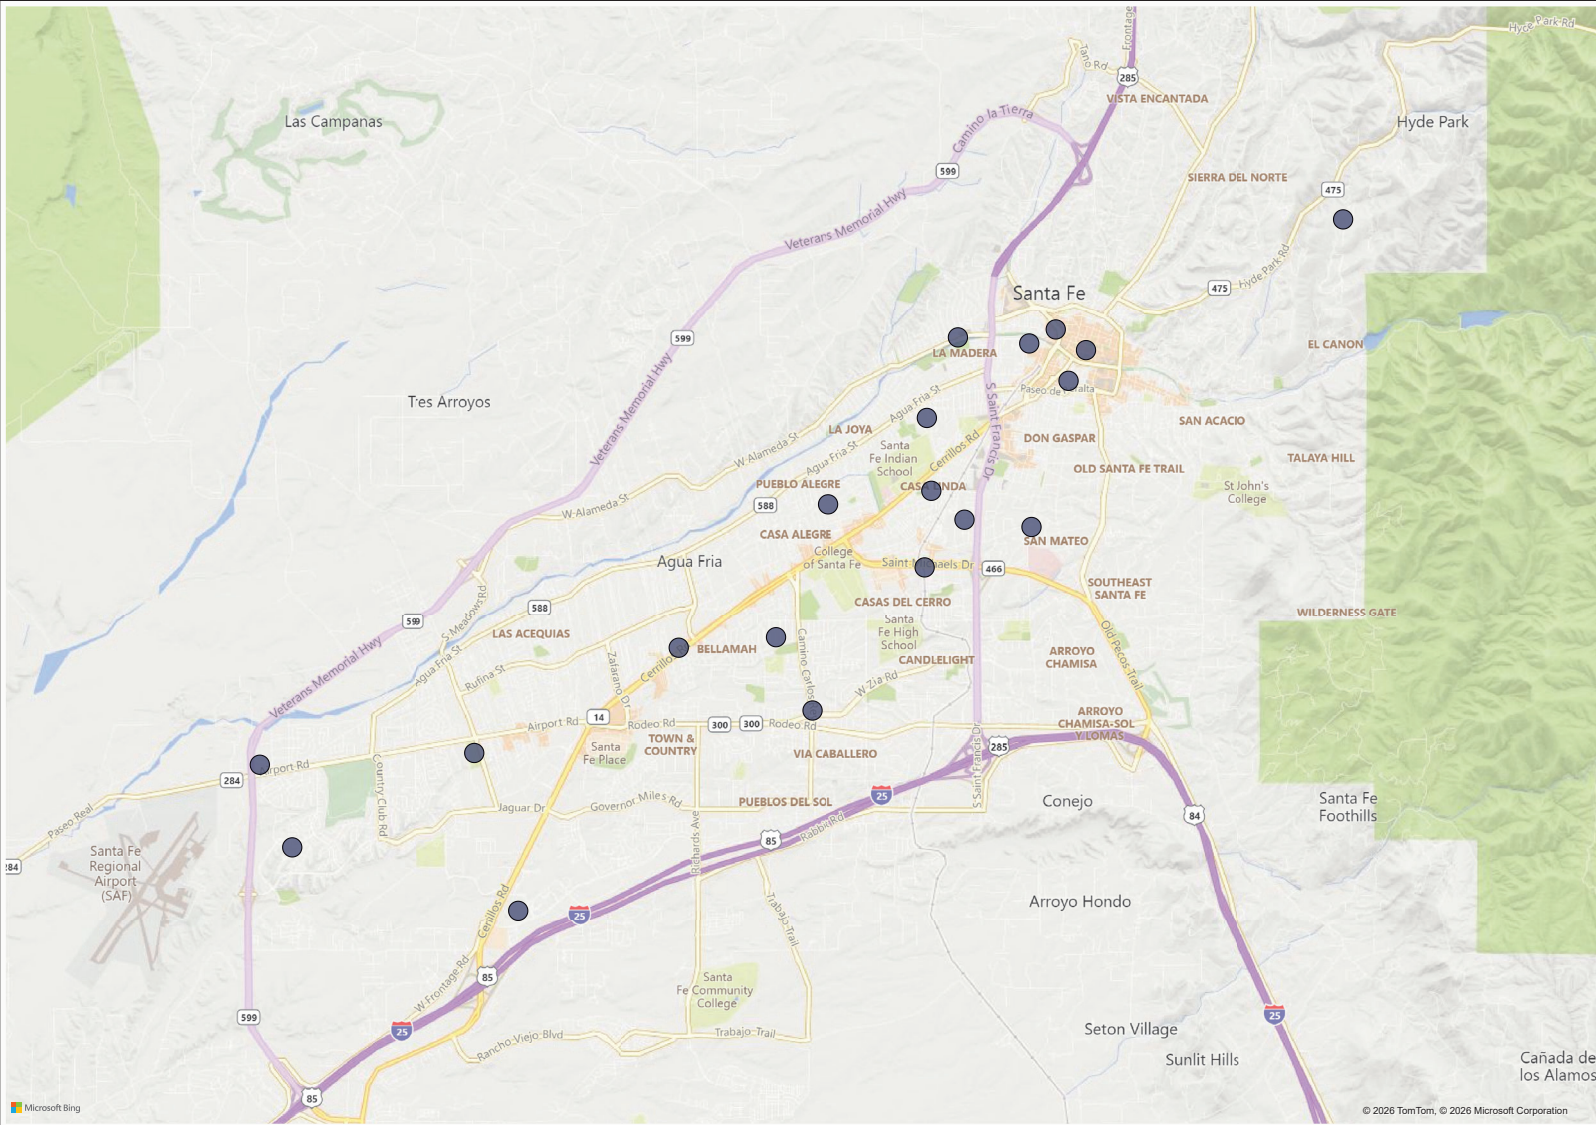 Hyde Park Rd
Frontage
Tano Rd
285
VISTA ENCANTADA
Las Campanas
Camino la Tierra
Hyde Park
599
SIERRA DEL NORTE
475
Veterans Memorial Hwy
Hyde Park Rd
475
Santa Fe
599
EL CANON
LA MADERA
Veterans Memorial Hwy
Paseo de
Tres Arroyos
Agua Fria St
S Saint Francis Dr
SAN ACACIO
LA JOYA
DON GASPAR
Santa
Fe Indian
School
Cerrillos Rd
W Alameda St
Agua Fria St
TALAYA HILL
OLD SANTA FE TRAIL
PUEBLO ALEGRE
St John's
College
588
W Alameda St
CASA ALEGRE
SAN MATEO
College
of Santa Fe
Agua Fria
466
SOUTHEAST
SANTA FE
588
CASAS DEL CERRO
WILDERNESS GATE
599
S Meadows Rd
LAS ACEQUIAS
Santa
Fe High
School
Old Pecos Trail
BELLAMAH
CANDLELIGHT
ARROYO
CHAMISA
Agua Fria St
Rufina St
Zafarano Dr
Camino Carlos
W Zia Rd
Veterans Memorial Hwy
14
Airport Rd
Rodeo Rd
300
300
Rodeo Rd
ARROYO
CHAMISA-SOL
Y LOMAS
TOWN &
COUNTRY
Santa
Fe Place
VIA CABALLERO
285
S Saint Francis Dr
284
Country Club Rd
25
Jaguar Dr
Governor Miles Rd
PUEBLOS DEL SOL
Conejo
Santa Fe
Foothills
Paseo Real
Rabbit Rd
84
85
Richards Ave
Santa Fe
Regional
Airport
(SAF)
284
Arroyo Hondo
Cerrillos Rd
25
Trabajo Trail
85
W Frontage Rd
Santa
Fe Community
College
599
25
25
Seton Village
Trabajo Trail
Rancho Viejo Blvd
Sunlit Hills
Cañada de
los Alamos
85
Microsoft Bing
© 2026 TomTom, © 2026 Microsoft Corporation